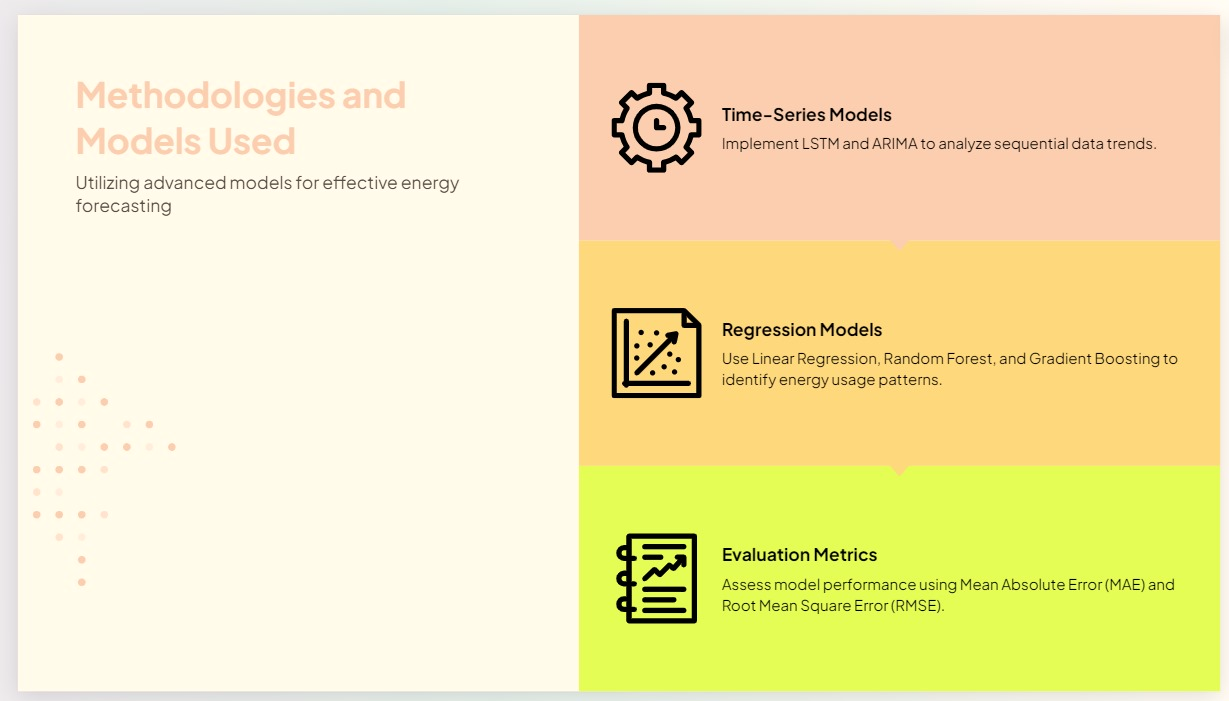 Methodologies and
Models Used
Utilizing advanced models for effective energy
forecasting
Time-Series Models
Implement LSTM and ARIMA to analyze sequential data trends.
Regression Models
Use Linear Regression, Random Forest, and Gradient Boosting to
identify energy usage patterns.
Evaluation Metrics
Assess model performance using Mean Absolute Error (MAE) and
Root Mean Square Error (RMSE).